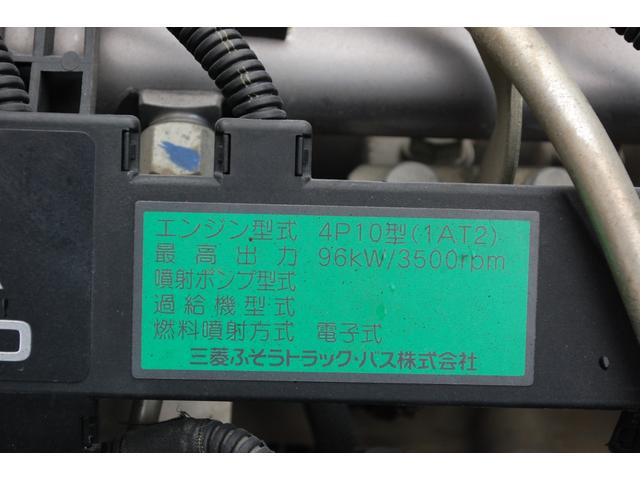 エンジン型式 4P10型(1AT2)
最高出力 96kW/3500rpm
噴射ポンプ型式
過給機型式
燃料噴射方式 電子式
三菱ふそうトラック・バス株式会社